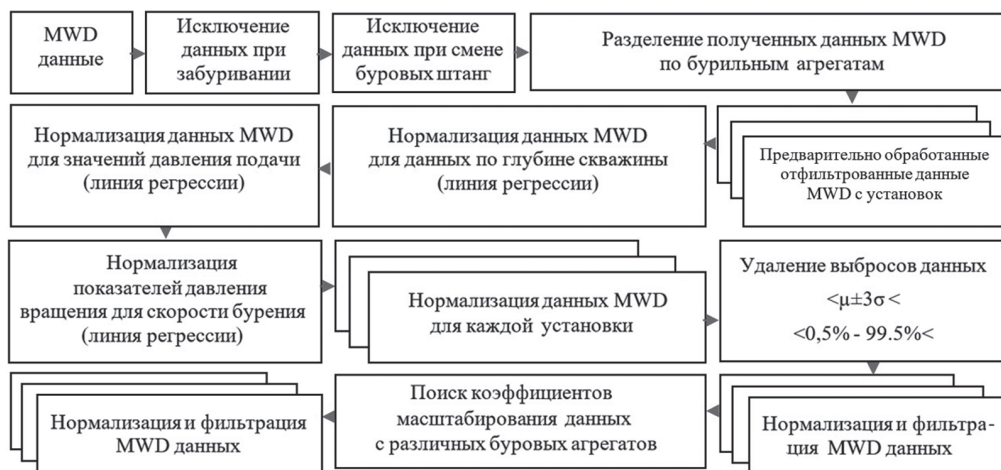 MWD
данные
Исключение
данных при
забуривании
Исключение
данных при смене
буровых штанг
Разделение полученных данных MWD
по бурильным агрегатам
Нормализация данных MWD
для значений давления подачи
(линия регрессии)
Нормализация данных MWD
для данных по глубине скважины
(линия регрессии)
Предварительно обработанные
отфильтрованные данные
MWD с установок
Нормализация
показателей давления
вращения для скорости бурения
(линия регрессии)
Нормализация данных MWD
для каждой установки
Удаление выбросов данных
<μ±3σ <
<0,5% - 99.5%<
Нормализация и фильтрация
MWD данных
Поиск коэффициентов
масштабирования данных
с различных буровых агрегатов
Нормализация и фильтра-
ция MWD данных